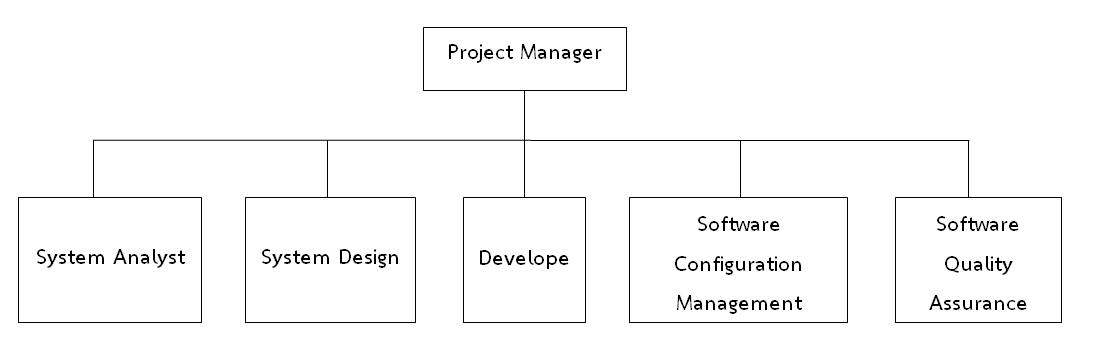 Project Manager
System Analyst
System Design
Develope
Software
Configuration
Management
Software
Quality
Assurance